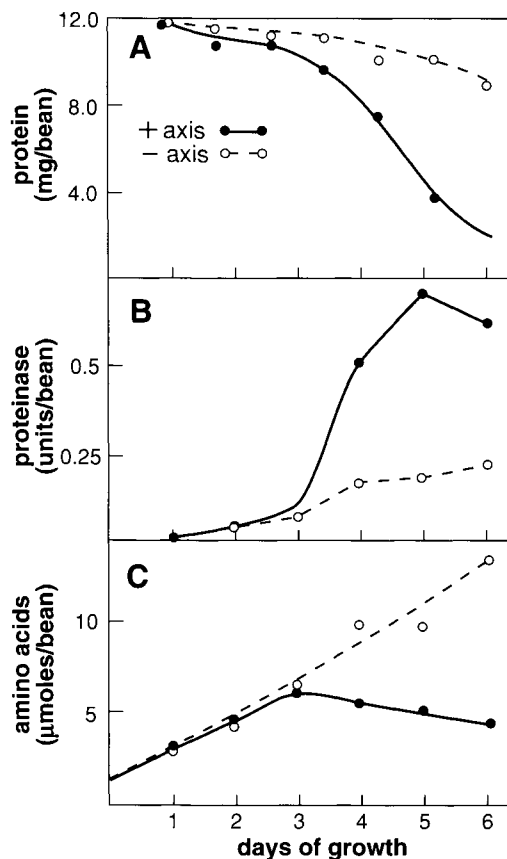 A
protein
(mg/bean)
12.0
8.0
4.0
+ axis
− axis
B
proteinase
(units/bean)
0.5
0.25
C
amino acids
(μmoles/bean)
10
5
1 2 3 4 5 6
days of growth